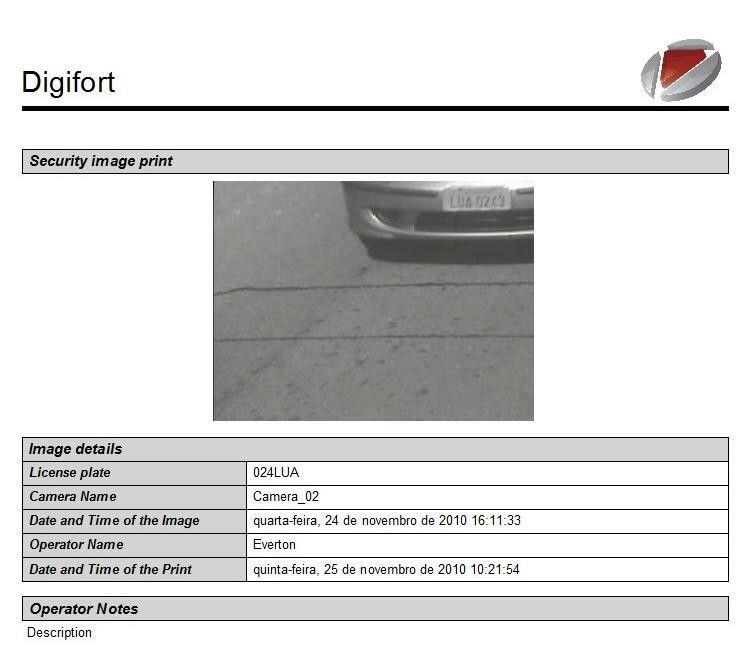 Digifort
Security image print
LUA 0243
Image details
License plate 024LUA
Camera Name Camera_02
Date and Time of the Image quarta-feira, 24 de novembro de 2010 16:11:33
Operator Name Everton
Date and Time of the Print quinta-feira, 25 de novembro de 2010 10:21:54
Operator Notes
Description